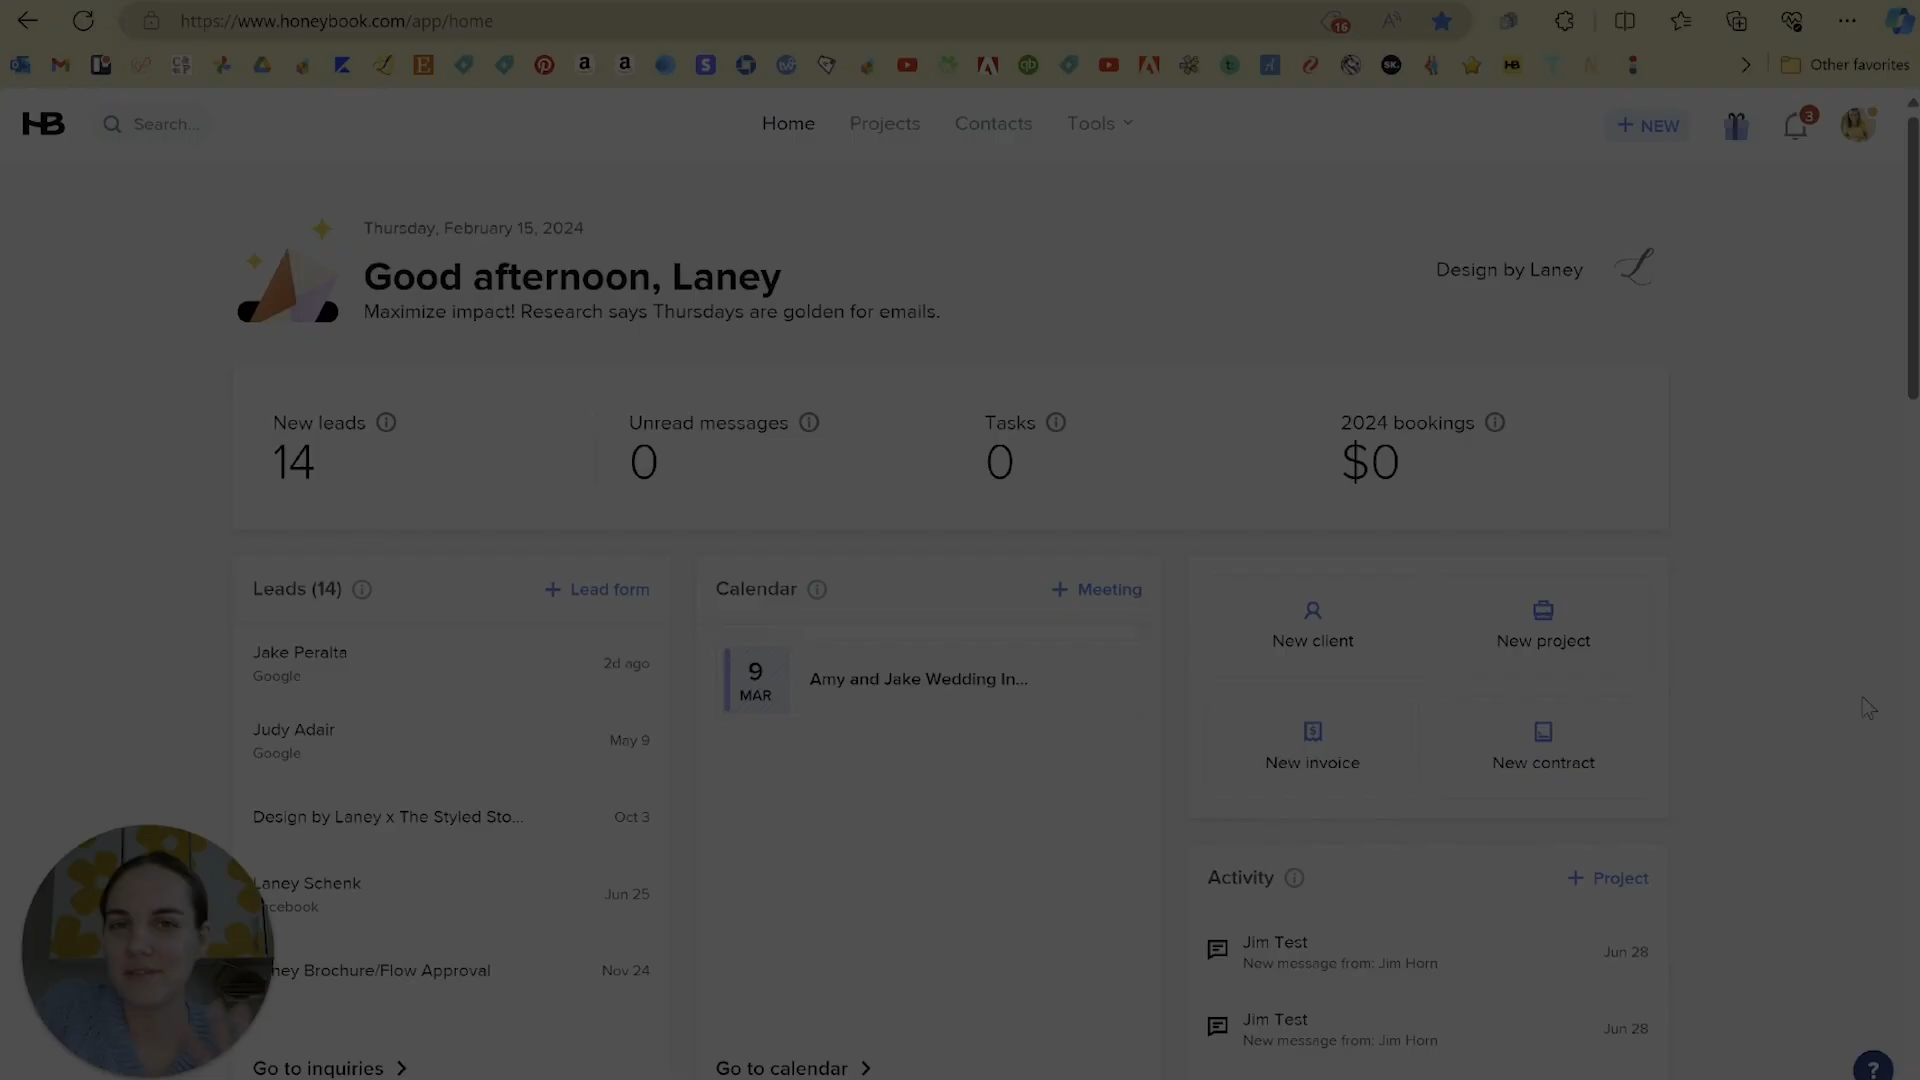 https://www.honeybook.com/app/home
16
Other favorites
HB
Search...
Home
Projects
Contacts
Tools
+ NEW
3
Thursday, February 15, 2024
Good afternoon, Laney
Maximize impact! Research says Thursdays are golden for emails.
Design by Laney
New leads
14
Unread messages
0
Tasks
0
2024 bookings
$0
Leads (14)
+ Lead form
Jake Peralta
Google
2d ago
Judy Adair
Google
May 9
Design by Laney x The Styled Sto...
Oct 3
Laney Schenk
cebook
Jun 25
ney Brochure/Flow Approval
Nov 24
Go to inquiries
Calendar
+ Meeting
9
MAR
Amy and Jake Wedding In...
Go to calendar
New client
New project
New invoice
New contract
Activity
+ Project
Jim Test
New message from: Jim Horn
Jun 28
Jim Test
New message from: Jim Horn
Jun 28
?